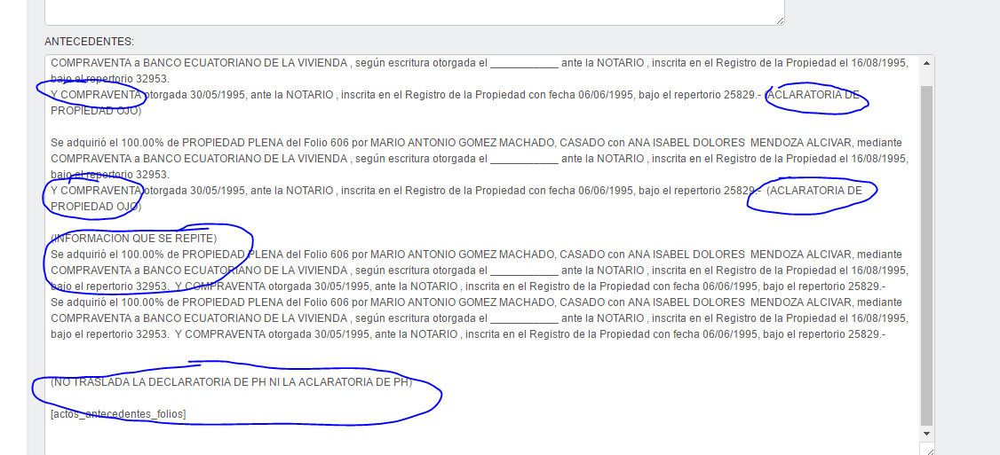 ANTECEDENTES:
COMPRAVENTA a BANCO ECUATORIANO DE LA VIVIENDA , según escritura otorgada el ___________ ante la NOTARIO , inscrita en el Registro de la Propiedad el 16/08/1995,
bajo el repertorio 32953.
Y COMPRAVENTA otorgada 30/05/1995, ante la NOTARIO , inscrita en el Registro de la Propiedad con fecha 06/06/1995, bajo el repertorio 25829.- (ACLARATORIA DE
PROPIEDAD OJO)
Se adquirió el 100.00% de PROPIEDAD PLENA del Folio 606 por MARIO ANTONIO GOMEZ MACHADO, CASADO con ANA ISABEL DOLORES  MENDOZA ALCIVAR, mediante
COMPRAVENTA a BANCO ECUATORIANO DE LA VIVIENDA , según escritura otorgada el ___________ ante la NOTARIO , inscrita en el Registro de la Propiedad el 16/08/1995,
bajo el repertorio 32953.
Y COMPRAVENTA otorgada 30/05/1995, ante la NOTARIO , inscrita en el Registro de la Propiedad con fecha 06/06/1995, bajo el repertorio 25829.-  (ACLARATORIA DE
PROPIEDAD OJO)
(INFORMACION QUE SE REPITE)
Se adquirió el 100.00% de PROPIEDAD PLENA del Folio 606 por MARIO ANTONIO GOMEZ MACHADO, CASADO con ANA ISABEL DOLORES  MENDOZA ALCIVAR, mediante
COMPRAVENTA a BANCO ECUATORIANO DE LA VIVIENDA , según escritura otorgada el ___________ ante la NOTARIO , inscrita en el Registro de la Propiedad el 16/08/1995,
bajo el repertorio 32953.  Y COMPRAVENTA otorgada 30/05/1995, ante la NOTARIO , inscrita en el Registro de la Propiedad con fecha 06/06/1995, bajo el repertorio 25829.-
Se adquirió el 100.00% de PROPIEDAD PLENA del Folio 606 por MARIO ANTONIO GOMEZ MACHADO, CASADO con ANA ISABEL DOLORES  MENDOZA ALCIVAR, mediante
COMPRAVENTA a BANCO ECUATORIANO DE LA VIVIENDA , según escritura otorgada el ___________ ante la NOTARIO , inscrita en el Registro de la Propiedad el 16/08/1995,
bajo el repertorio 32953.  Y COMPRAVENTA otorgada 30/05/1995, ante la NOTARIO , inscrita en el Registro de la Propiedad con fecha 06/06/1995, bajo el repertorio 25829.-
(NO TRASLADA LA DECLARATORIA DE PH NI LA ACLARATORIA DE PH)
[actos_antecedentes_folios]